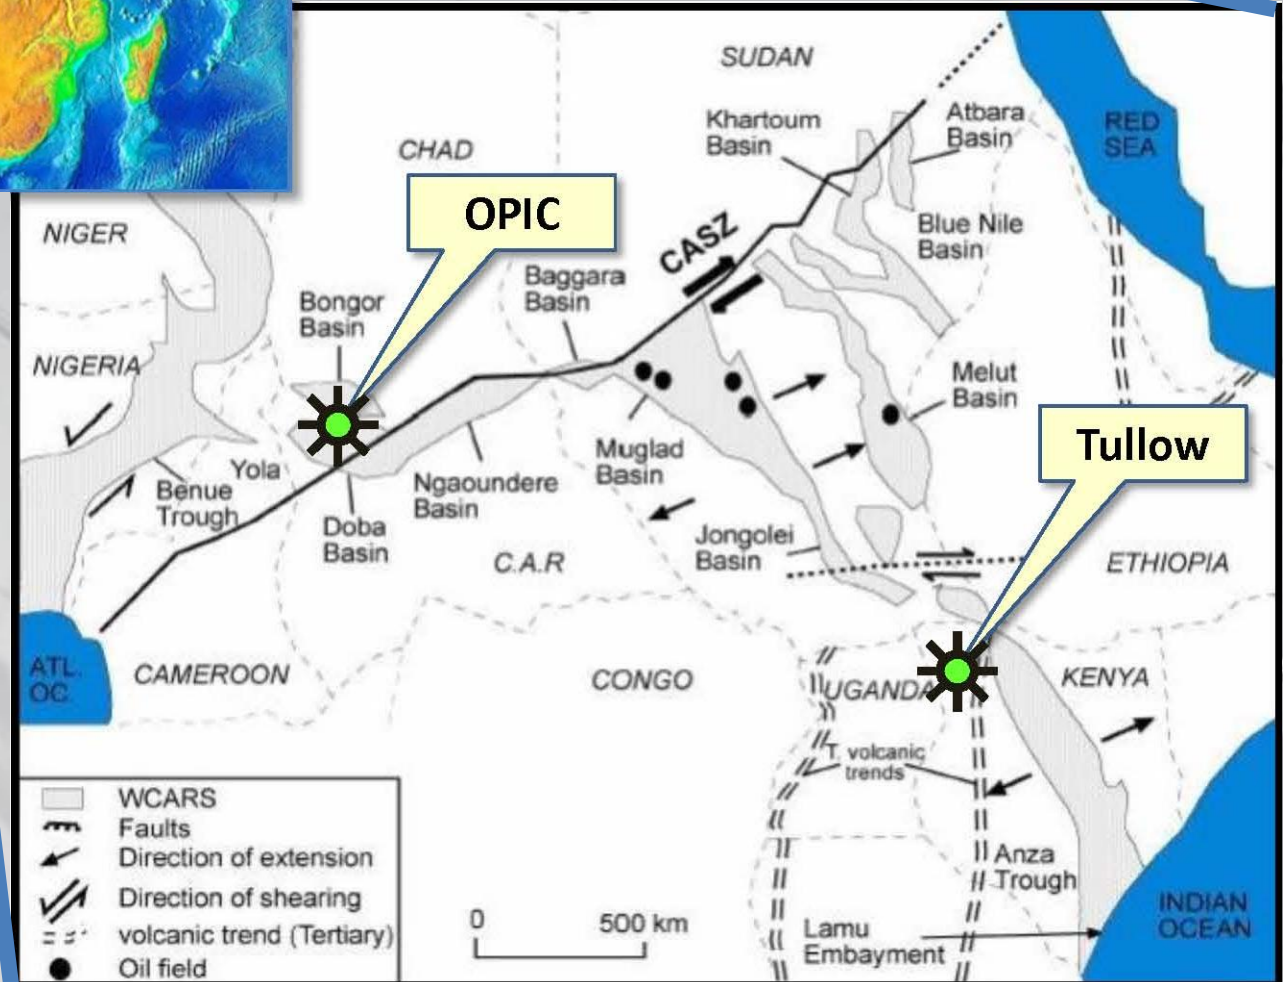 SUDAN
Khartoum
Basin
Atbara
Basin
RED
SEA
CHAD
OPIC
NIGER
CASZ
Blue Nile
Basin
Baggara
Basin
Bongor
Basin
NIGERIA
Melut
Basin
Tullow
Muglad
Basin
Yola
Benue
Trough
Ngaoundere
Basin
Doba
Basin
Jongolei
Basin
C.A.R
ETHIOPIA
ATL.
OC.
CAMEROON
CONGO
UGANDA
KENYA
T. volcanic
trends
Anza
Trough
Lamu
Embayment
INDIAN
OCEAN
WCARS
Faults
Direction of extension
Direction of shearing
volcanic trend (Tertiary)
Oil field
0 500 km